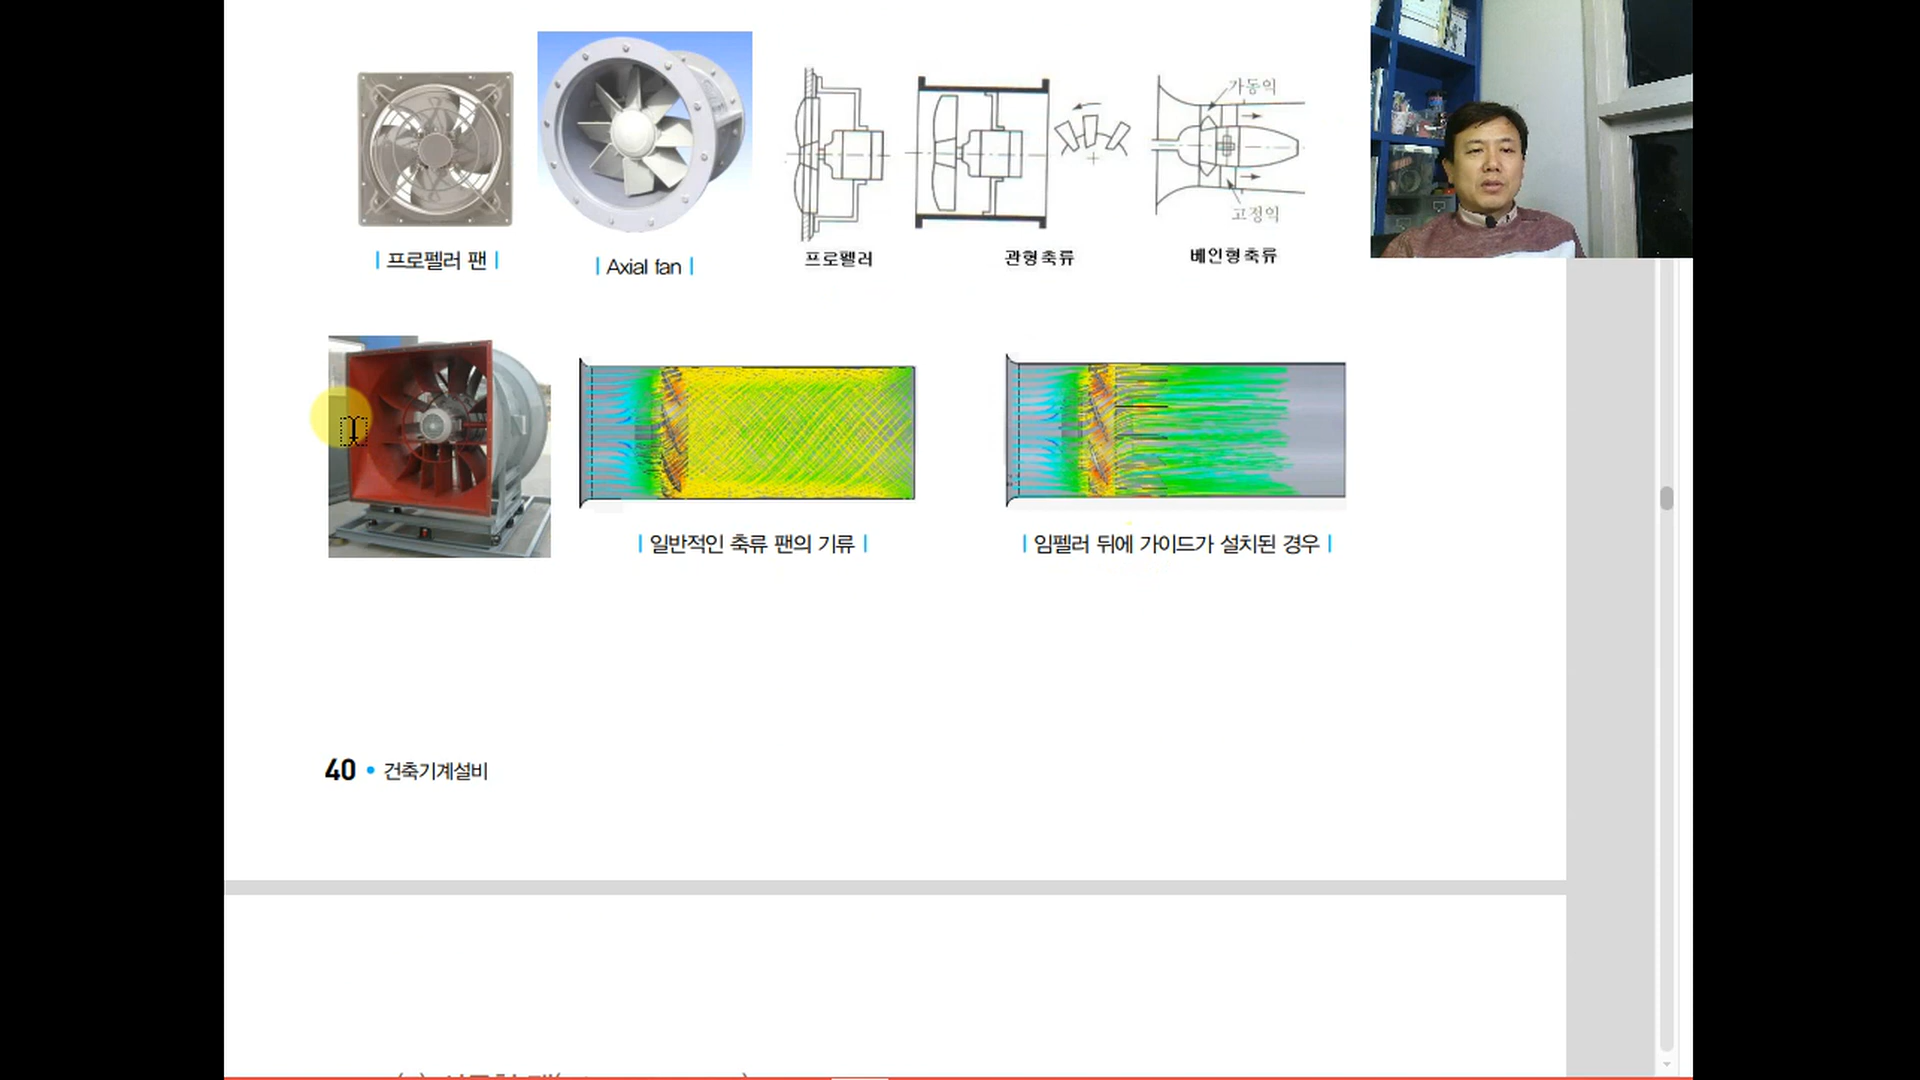 가동익
고정익
| 프로펠러 팬 |
| Axial fan |
프로펠러
관형축류
베인형축류
| 일반적인 축류 팬의 기류 |
| 임펠러 뒤에 가이드가 설치된 경우 |
40 • 건축기계설비